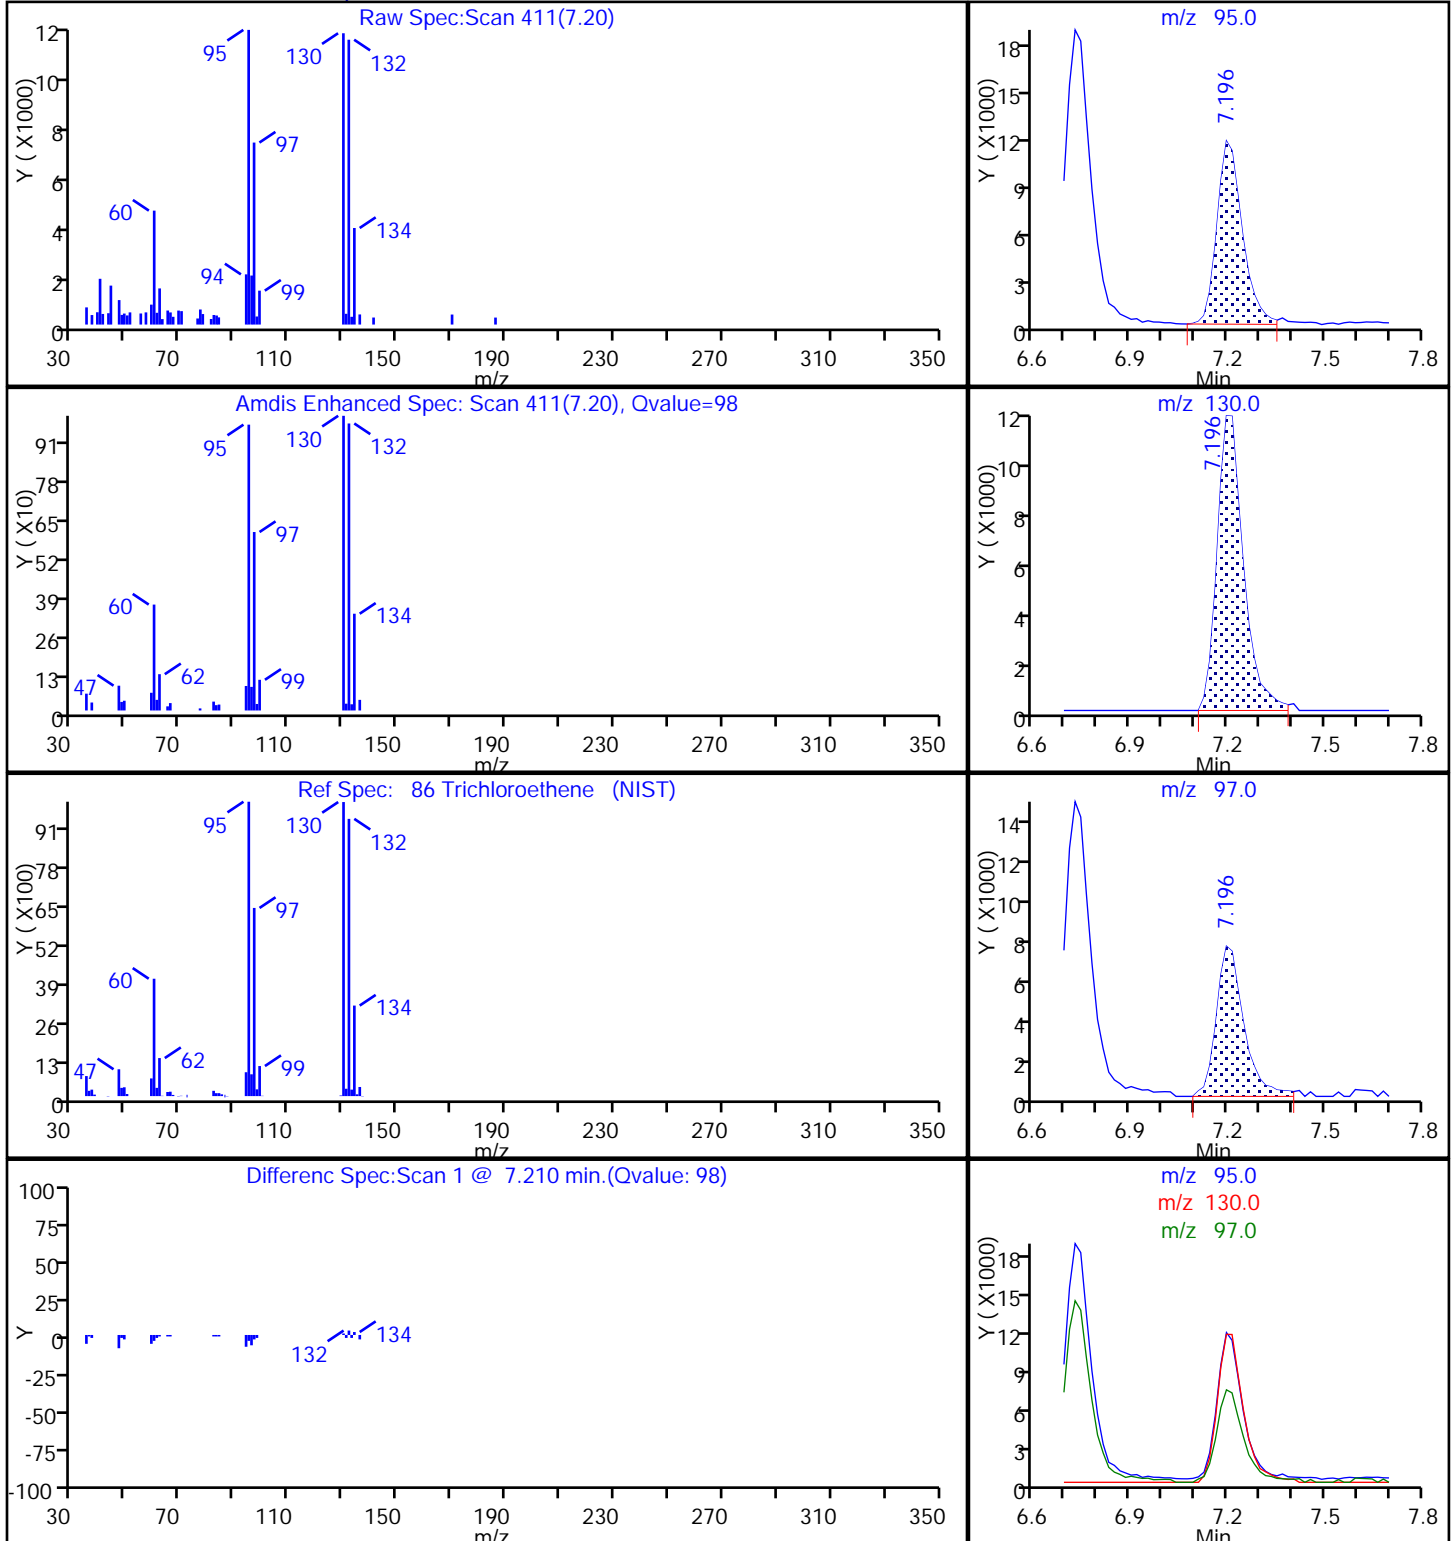 Raw Spec:Scan 411(7.20)
12
10
8
6
4
2
0
Y ( X1000)
95
130
132
97
60
134
94
99
30 70 110 150 190 230 270 310 350
m/z
m/z 95.0
18
15
12
9
6
3
0
Y ( X1000)
7.196
6.6 6.9 7.2 7.5 7.8
Min
Amdis Enhanced Spec: Scan 411(7.20), Qvalue=98
91
78
65
52
39
26
13
0
Y ( X10)
95
130
132
97
60
134
47
62
99
30 70 110 150 190 230 270 310 350
m/z
m/z 130.0
12
10
8
6
4
2
0
Y ( X1000)
7.196
6.6 6.9 7.2 7.5 7.8
Min
Ref Spec: 86 Trichloroethene (NIST)
91
78
65
52
39
26
13
0
Y ( X100)
95
130
132
97
60
134
47
62
99
30 70 110 150 190 230 270 310 350
m/z
m/z 97.0
14
12
10
8
6
4
2
0
Y ( X1000)
7.196
6.6 6.9 7.2 7.5 7.8
Min
Differenc Spec:Scan 1 @ 7.210 min.(Qvalue: 98)
100
75
50
25
0
-25
-50
-75
-100
Y
132
134
30 70 110 150 190 230 270 310 350
m/z
m/z 95.0
m/z 130.0
m/z 97.0
18
15
12
9
6
3
0
Y ( X1000)
6.6 6.9 7.2 7.5 7.8
Min